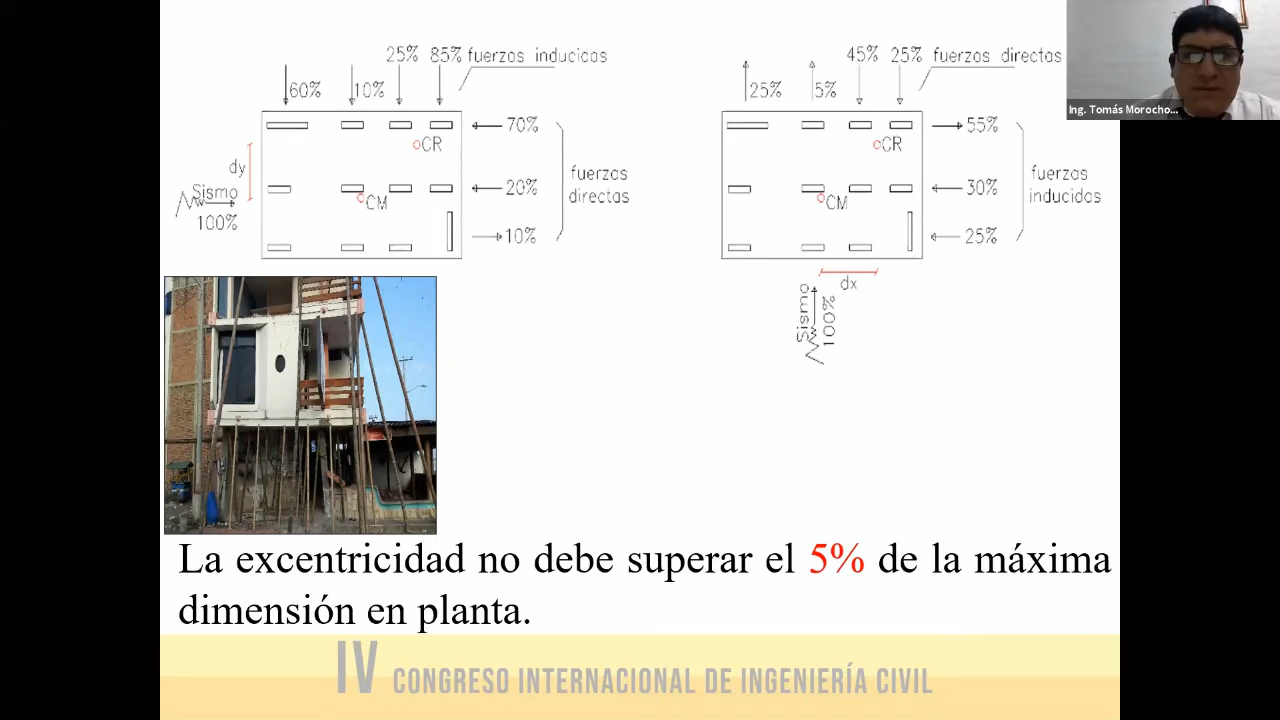 25% 85% fuerzas inducidas
60% 10%
70%
CR
dy
fuerzas
directas
20%
Sismo
100%
CM
10%
45% 25% fuerzas directas
25% 5%
55%
CR
fuerzas
inducidas
30%
CM
25%
dx
Sismo
100%
Ing. Tomás Morocho...
La excentricidad no debe superar el 5% de la máxima
dimensión en planta.
IV CONGRESO INTERNACIONAL DE INGENIERÍA CIVIL